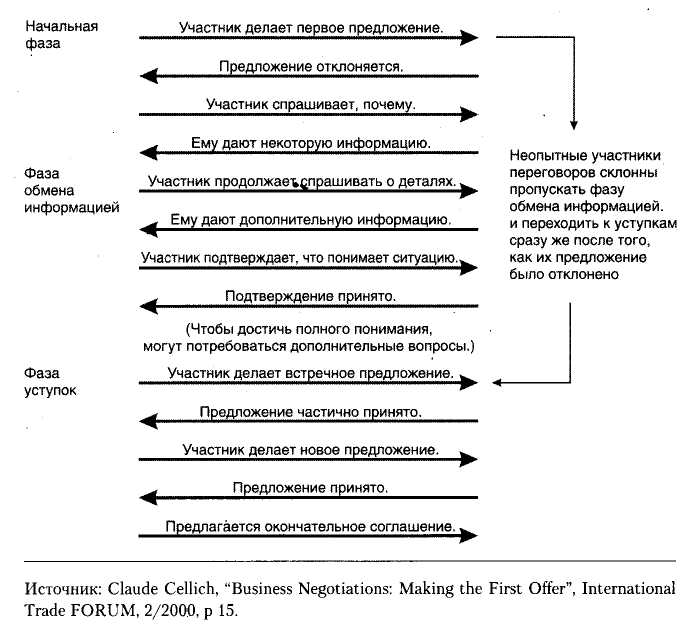 Начальная
фаза
Участник делает первое предложение.
Предложение отклоняется.
Участник спрашивает, почему.
Ему дают некоторую информацию.
Фаза
обмена
информацией
Участник продолжает спрашивать о деталях.
Ему дают дополнительную информацию.
Участник подтверждает, что понимает ситуацию.
Подтверждение принято.
(Чтобы достичь полного понимания,
могут потребоваться дополнительные вопросы.)
Фаза
уступок
Участник делает встречное предложение.
Предложение частично принято.
Участник делает новое предложение.
Предложение принято.
Предлагается окончательное соглашение.
Неопытные участники
переговоров склонны
пропускать фазу
обмена информацией.
и переходить к уступкам
сразу же после того,
как их предложение
было отклонено
Источник: Claude Cellich, “Business Negotiations: Making the First Offer”, International
Trade FORUM, 2/2000, p 15.